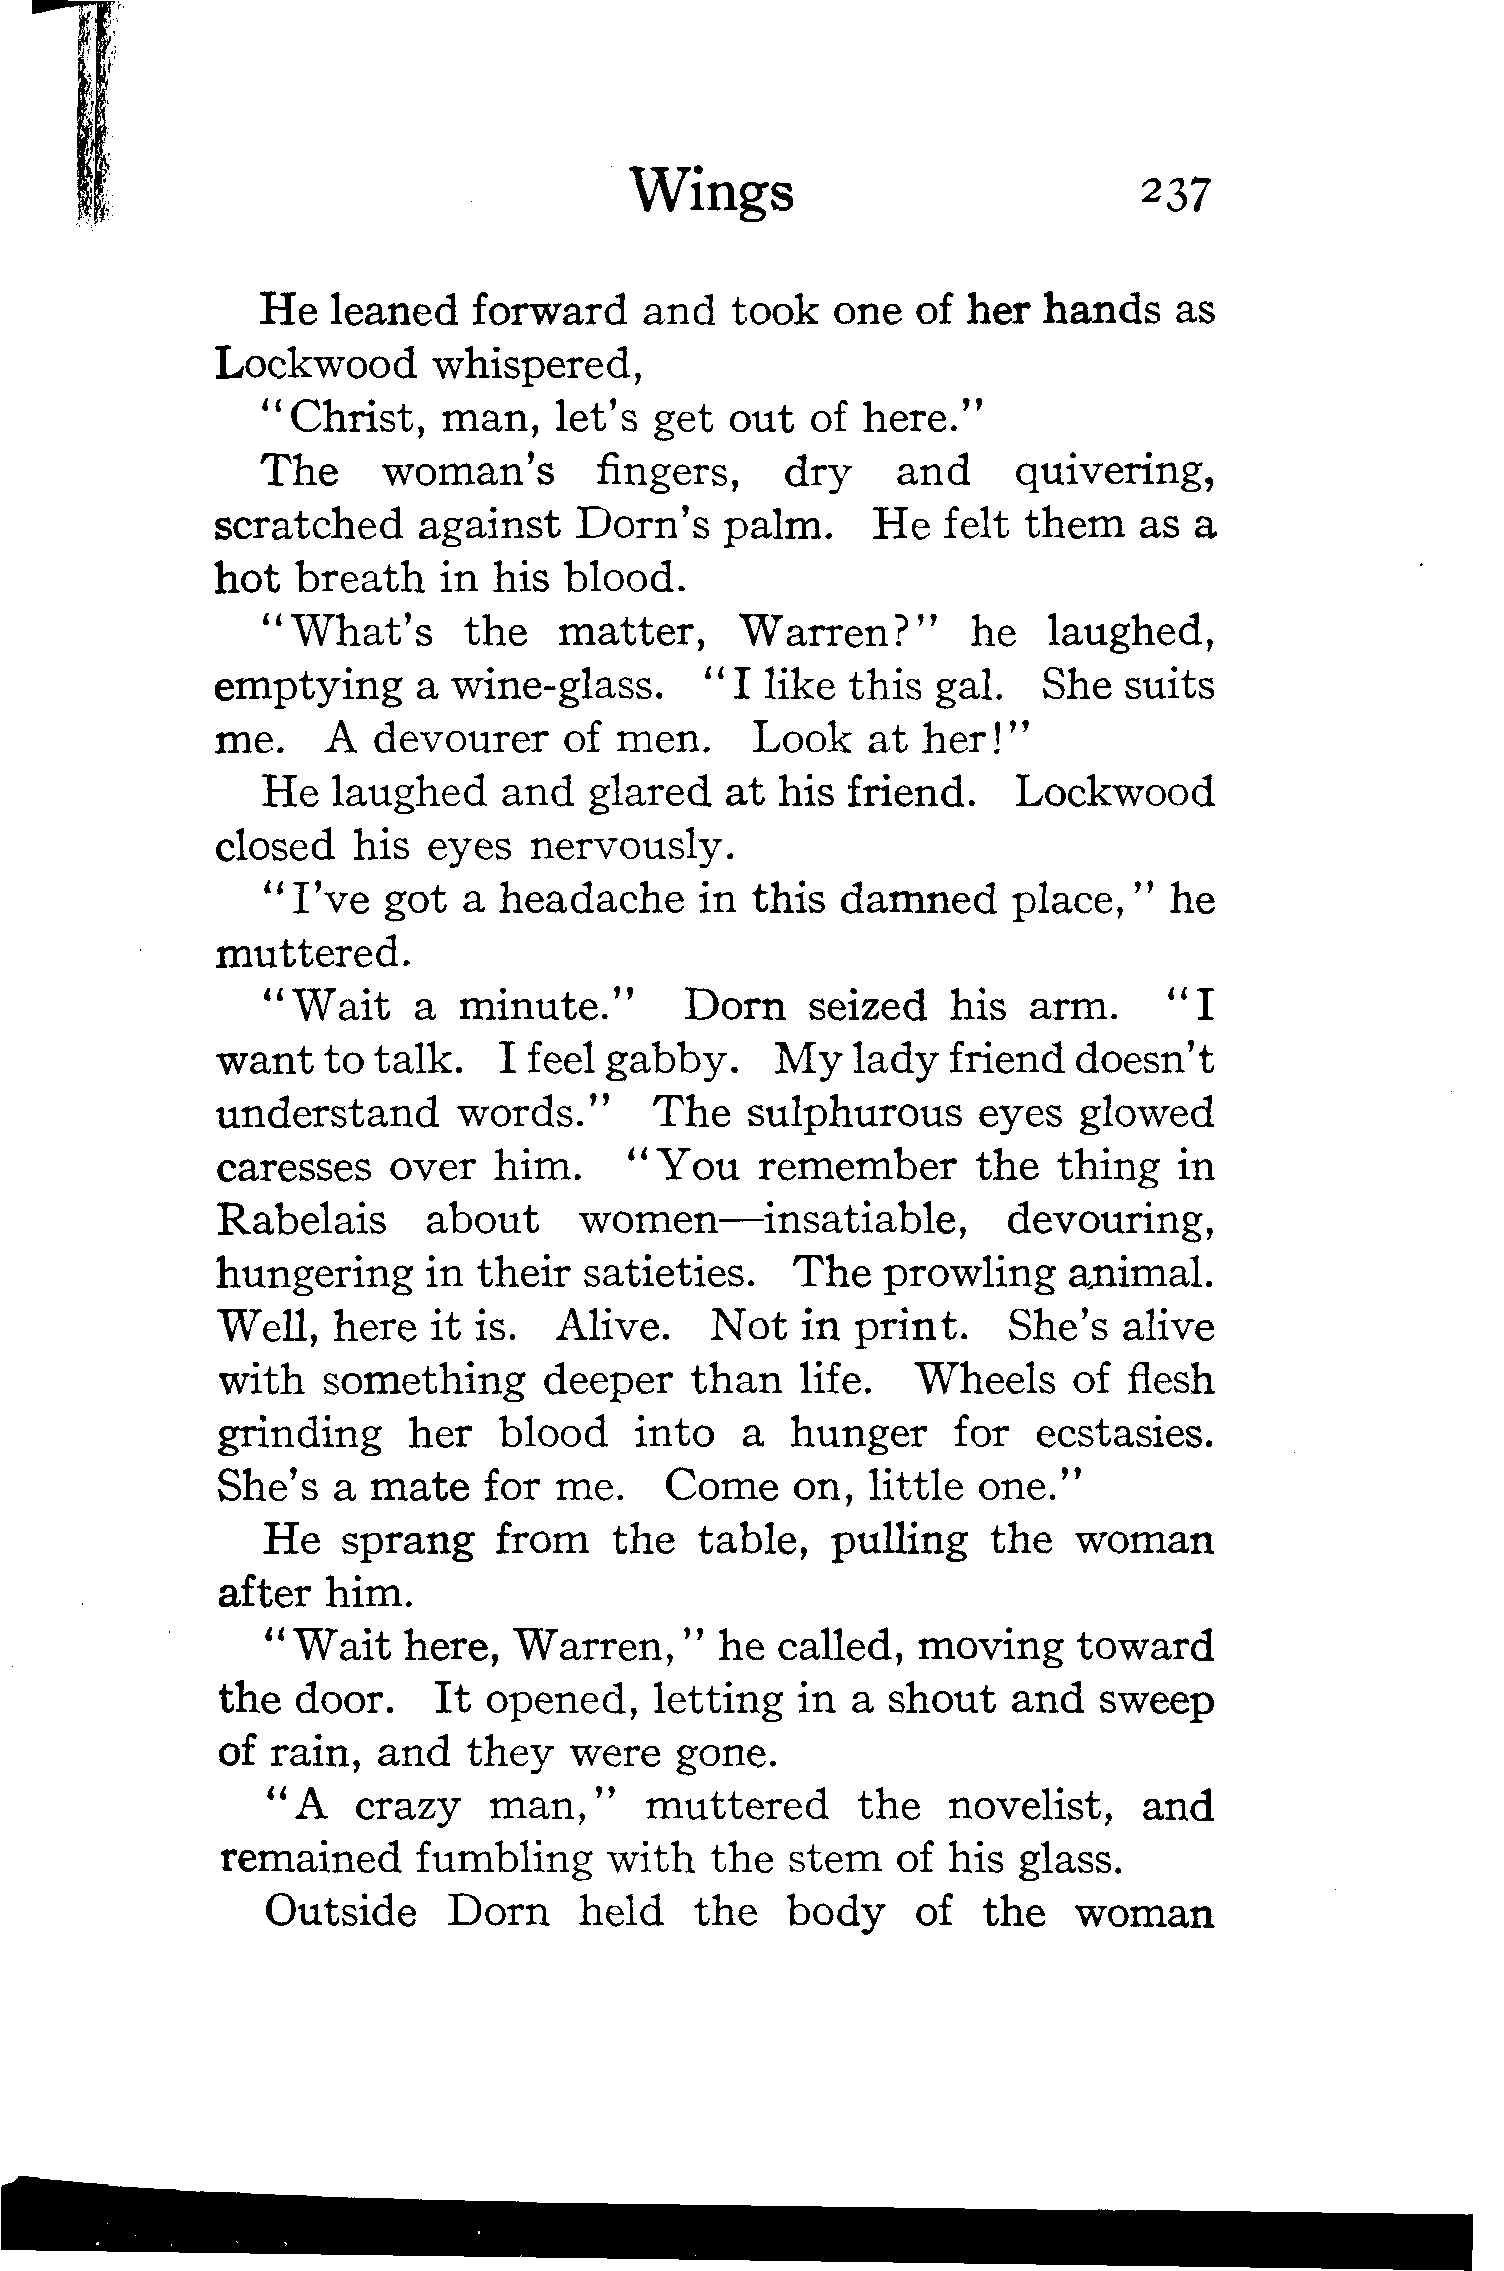 Wings 237
He leaned forward and took one of her hands as
Lockwood whispered,
"Christ, man, let's get out of here."
The woman's fingers, dry and quivering,
scratched against Dorn's palm. He felt them as a
hot breath in his blood.
"What's the matter, Warren?" he laughed,
emptying a wine-glass. "I like this gal. She suits
me. A devourer of men. Look at her!"
He laughed and glared at his friend. Lockwood
closed his eyes nervously.
"I've got a headache in this damned place," he
muttered.
"Wait a minute." Dorn seized his arm. "I
want to talk. I feel gabby. My lady friend doesn't
understand words." The sulphurous eyes glowed
caresses over him. "You remember the thing in
Rabelais about women—insatiable, devouring,
hungering in their satieties. The prowling animal.
Well, here it is. Alive. Not in print. She's alive
with something deeper than life. Wheels of flesh
grinding her blood into a hunger for ecstasies.
She's a mate for me. Come on, little one."
He sprang from the table, pulling the woman
after him.
"Wait here, Warren," he called, moving toward
the door. It opened, letting in a shout and sweep
of rain, and they were gone.
"A crazy man," muttered the novelist, and
remained fumbling with the stem of his glass.
Outside Dorn held the body of the woman